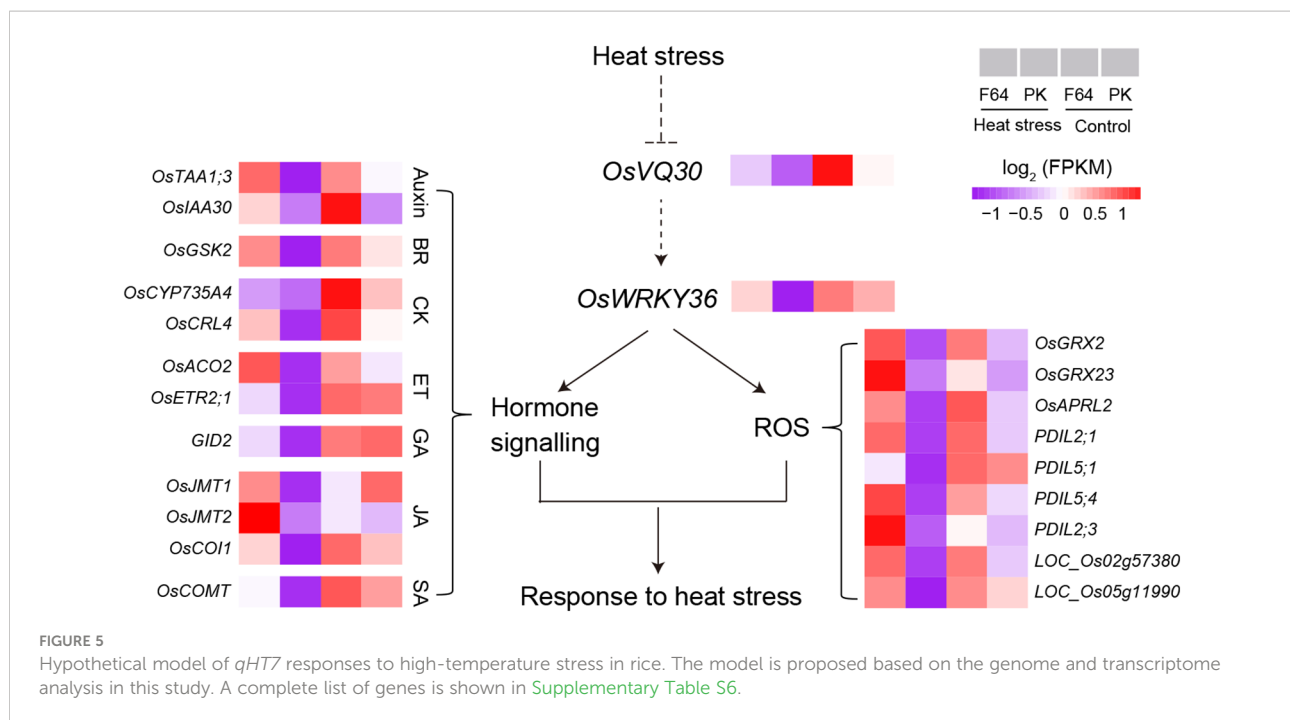 Heat stress
F64 PK F64 PK
Heat stress Control
log2 (FPKM)
−1 −0.5 0 0.5 1
OsVQ30
OsWRKY36
Hormone
signalling
ROS
Response to heat stress
OsTAA1;3
OsIAA30
Auxin
OsGSK2
BR
OsCYP735A4
OsCRL4
CK
OsACO2
OsETR2;1
ET
GID2
GA
OsJMT1
OsJMT2
OsCOI1
JA
OsCOMT
SA
OsGRX2
OsGRX23
OsAPRL2
PDIL2;1
PDIL5;1
PDIL5;4
PDIL2;3
LOC_Os02g57380
LOC_Os05g11990
FIGURE 5
Hypothetical model of qHT7 responses to high-temperature stress in rice. The model is proposed based on the genome and transcriptome
analysis in this study. A complete list of genes is shown in Supplementary Table S6.